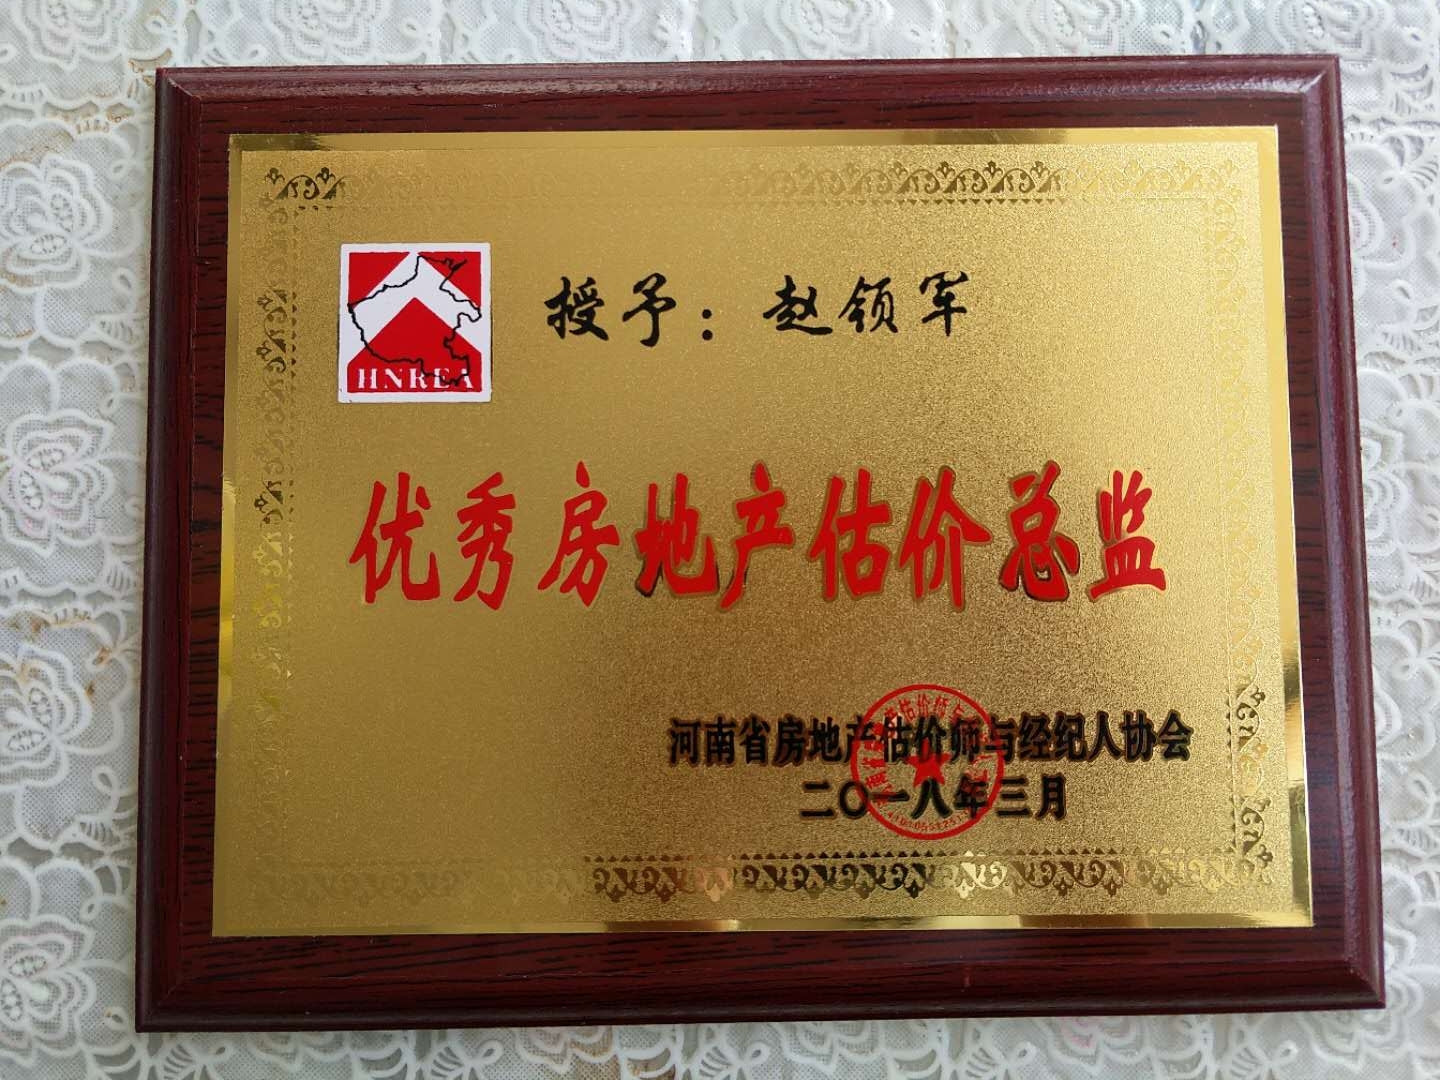 HNREA
授予：赵领军
优秀房地产估价总监
河南省房地产估价师与经纪人协会
二〇一八年三月